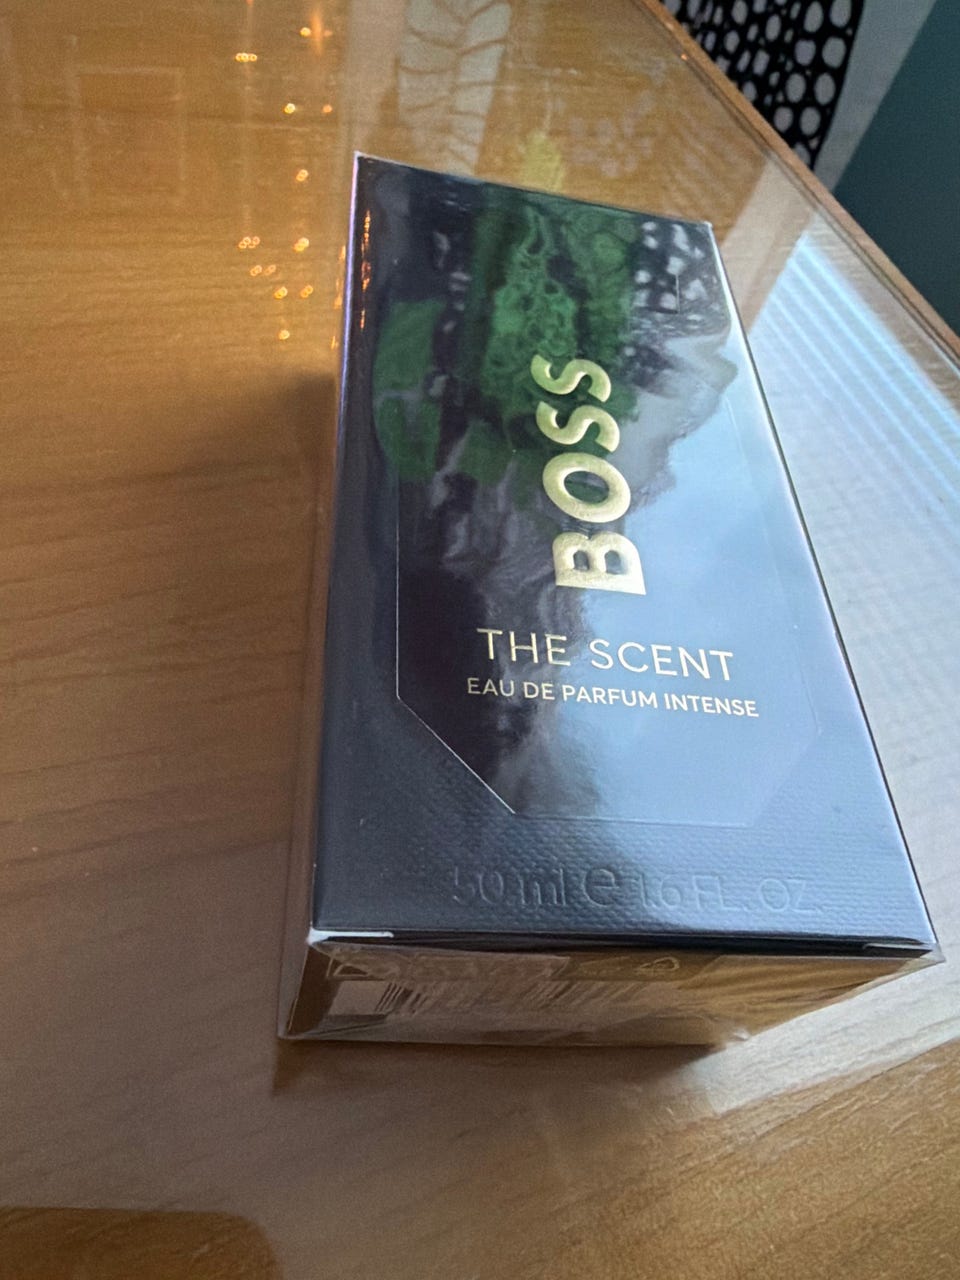 BOSS
THE SCENT
EAU DE PARFUM INTENSE
50 ml e 1.6 FL. OZ.